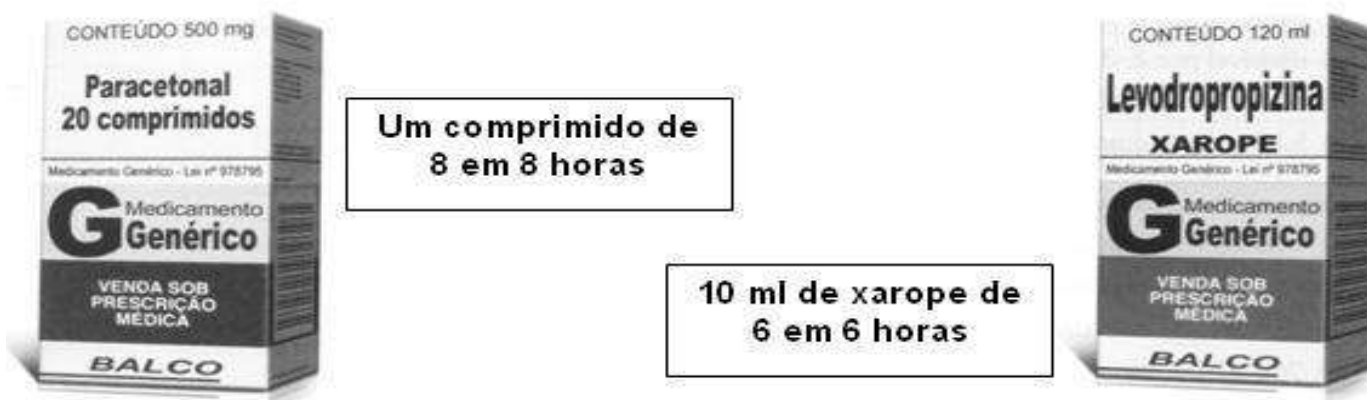 CONTEÚDO 500 mg
Paracetonal
20 comprimidos
Medicamento Genérico - Lei nº 978795
G Medicamento
Genérico
VENDA SOB
PRESCRIÇÃO
MÉDICA
BALCO
Um comprimido de
8 em 8 horas
10 ml de xarope de
6 em 6 horas
CONTEÚDO 120 ml
Levodropropizina
XAROPE
Medicamento Genérico - Lei nº 978795
G Medicamento
Genérico
VENDA SOB
PRESCRIÇÃO
MÉDICA
BALCO